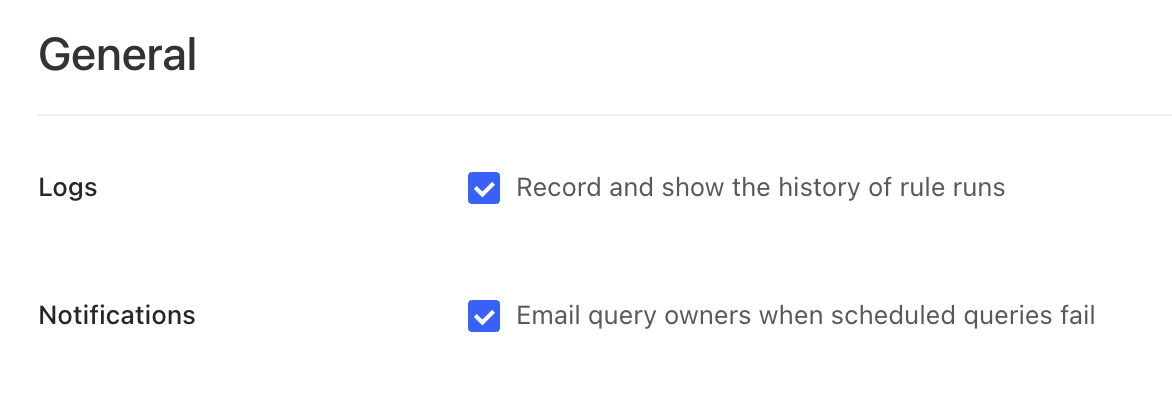 General
Logs
Record and show the history of rule runs
Notifications
Email query owners when scheduled queries fail